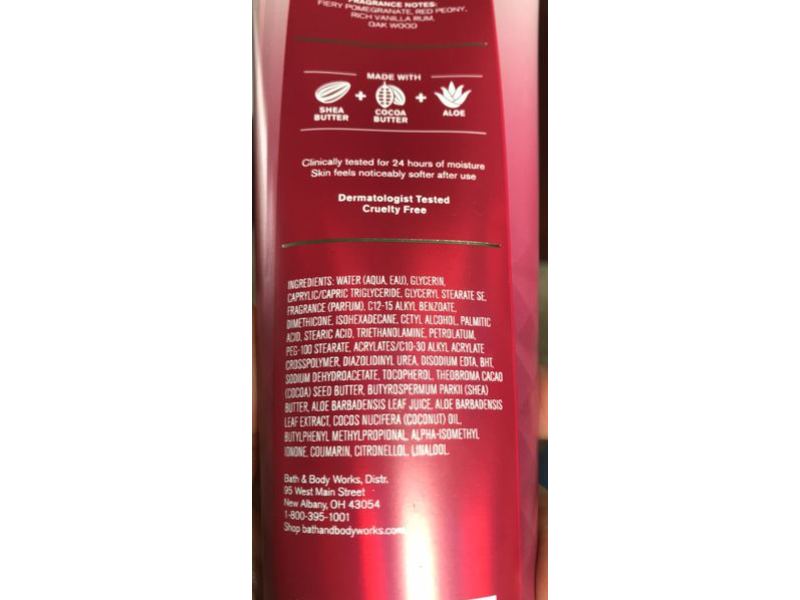 FRAGRANCE NOTES:
FIERY POMEGRANATE, RED PEONY,
RICH VANILLA RUM,
OAK WOOD
MADE WITH
SHEA BUTTER + COCOA BUTTER + ALOE
Clinically tested for 24 hours of moisture
Skin feels noticeably softer after use
Dermatologist Tested
Cruelty Free
INGREDIENTS: WATER (AQUA, EAU), GLYCERIN,
CAPRYLIC/CAPRIC TRIGLYCERIDE, GLYCERYL STEARATE SE,
FRAGRANCE (PARFUM), C12-15 ALKYL BENZOATE,
DIMETHICONE, ISOHEXADECANE, CETYL ALCOHOL, PALMITIC
ACID, STEARIC ACID, TRIETHANOLAMINE, PETROLATUM,
PEG-100 STEARATE, ACRYLATES/C10-30 ALKYL ACRYLATE
CROSSPOLYMER, DIAZOLIDINYL UREA, DISODIUM EDTA, BHT,
SODIUM DEHYDROACETATE, TOCOPHEROL, THEOBROMA CACAO
(COCOA) SEED BUTTER, BUTYROSPERMUM PARKII (SHEA)
BUTTER, ALOE BARBADENSIS LEAF JUICE, ALOE BARBADENSIS
LEAF EXTRACT, COCOS NUCIFERA (COCONUT) OIL,
BUTYLPHENYL METHYLPROPIONAL, ALPHA-ISOMETHYL
IONONE, COUMARIN, CITRONELLOL, LINALOOL.
Bath & Body Works, Distr.
95 West Main Street
New Albany, OH 43054
1-800-395-1001
Shop bathandbodyworks.com